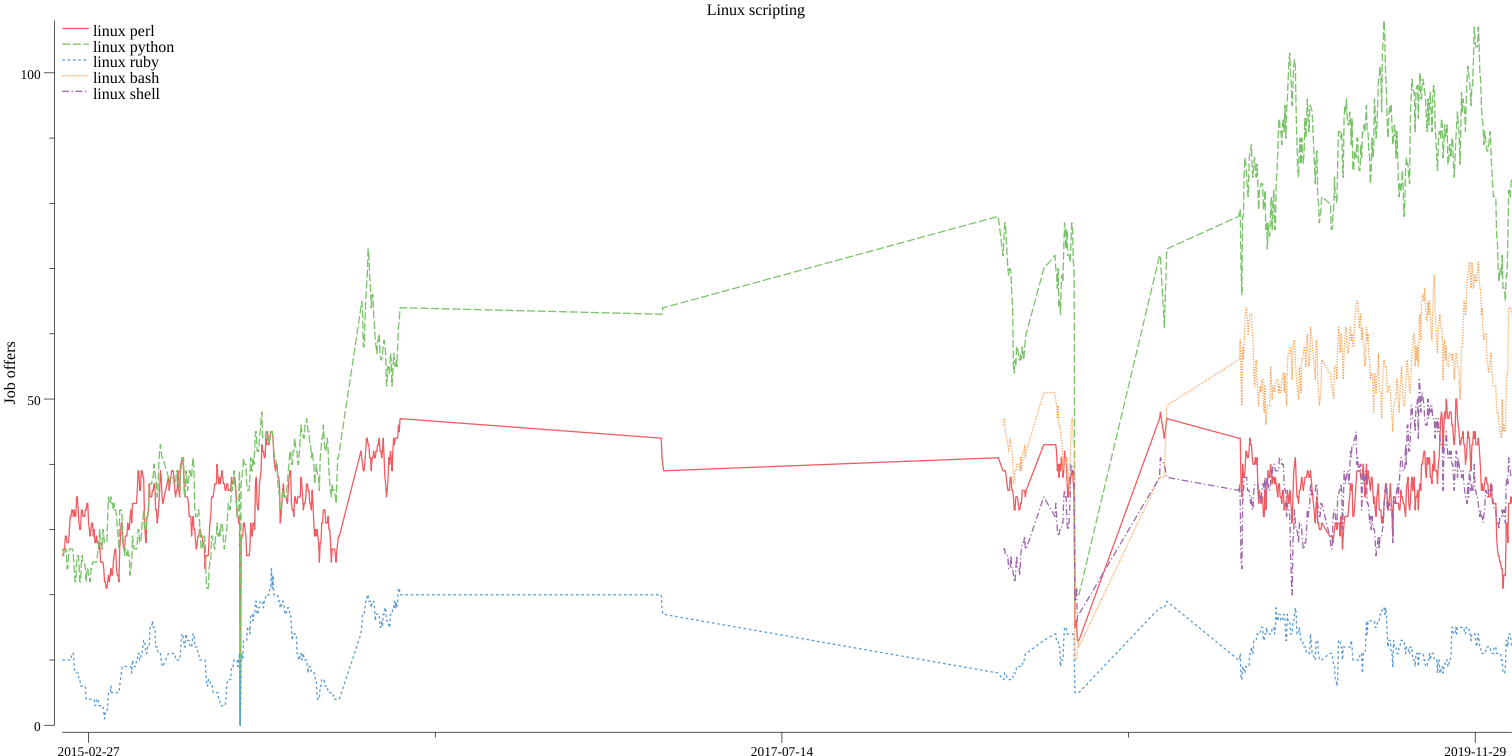 Linux scripting
linux perl
linux python
linux ruby
linux bash
linux shell
100
50
0
Job offers
2015-02-27
2017-07-14
2019-11-29